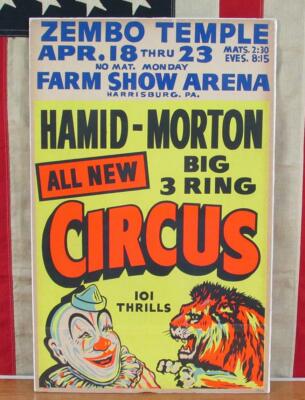 ZEMBO TEMPLE
APR. 18 THRU 23
MATS. 2:30
EVES. 8:15
NO MAT. MONDAY
FARM SHOW ARENA
HARRISBURG, PA.
HAMID-MORTON
ALL NEW
BIG
3 RING
CIRCUS
101
THRILLS